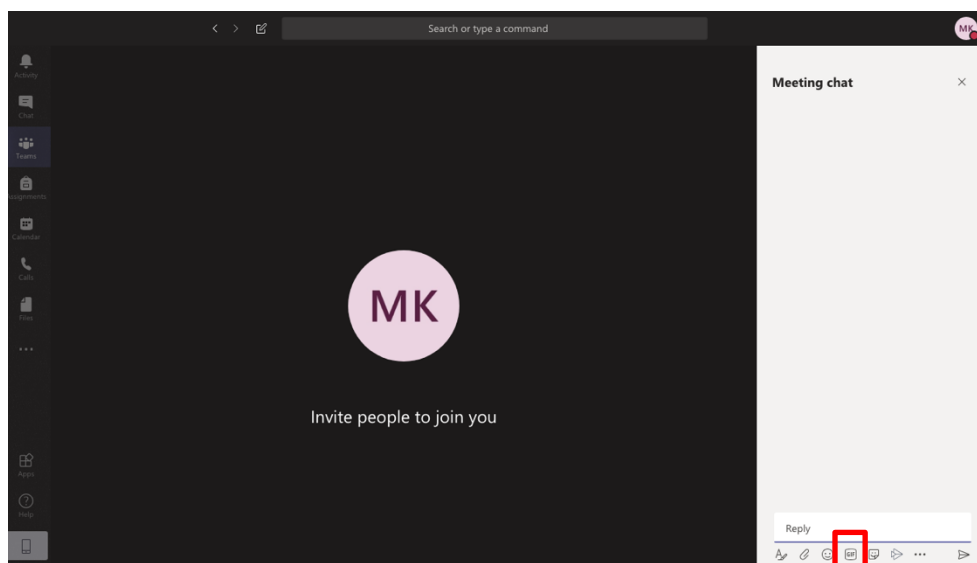 Search or type a command
MK
Activity
Chat
Teams
Assignments
Calendar
Calls
Files
Apps
Help
MK
Invite people to join you
Meeting chat
Reply
GIF